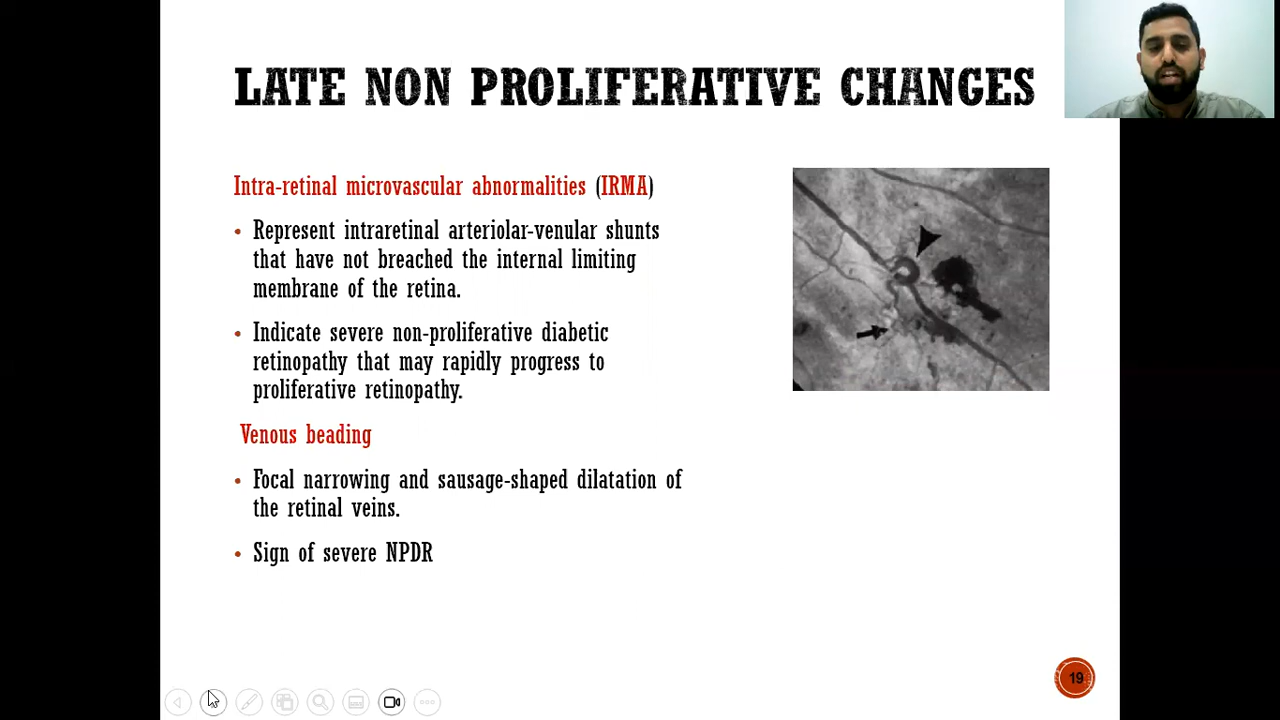 LATE NON PROLIFERATIVE CHANGES
Intra-retinal microvascular abnormalities (IRMA)
• Represent intraretinal arteriolar-venular shunts
that have not breached the internal limiting
membrane of the retina.
• Indicate severe non-proliferative diabetic
retinopathy that may rapidly progress to
proliferative retinopathy.
Venous beading
• Focal narrowing and sausage-shaped dilatation of
the retinal veins.
• Sign of severe NPDR
19